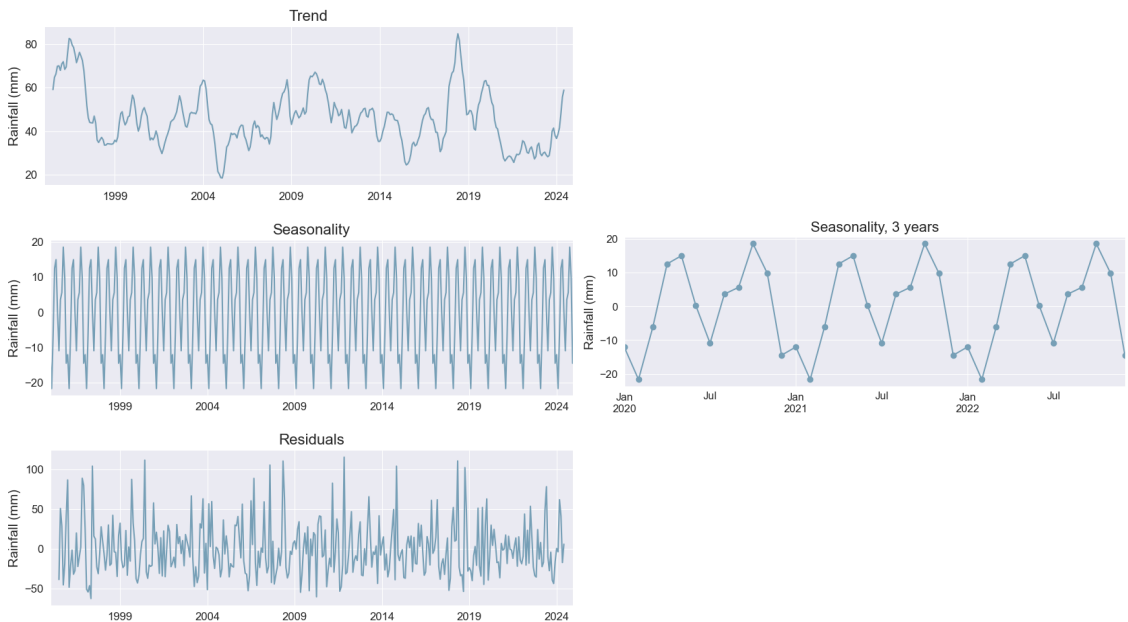 Trend
Rainfall (mm)
80
60
40
20
1999
2004
2009
2014
2019
2024
Seasonality
Rainfall (mm)
20
10
0
−10
−20
1999
2004
2009
2014
2019
2024
Seasonality, 3 years
Rainfall (mm)
20
10
0
−10
−20
Jan
2020
Jul
Jan
2021
Jul
Jan
2022
Jul
Residuals
Rainfall (mm)
100
50
0
−50
1999
2004
2009
2014
2019
2024